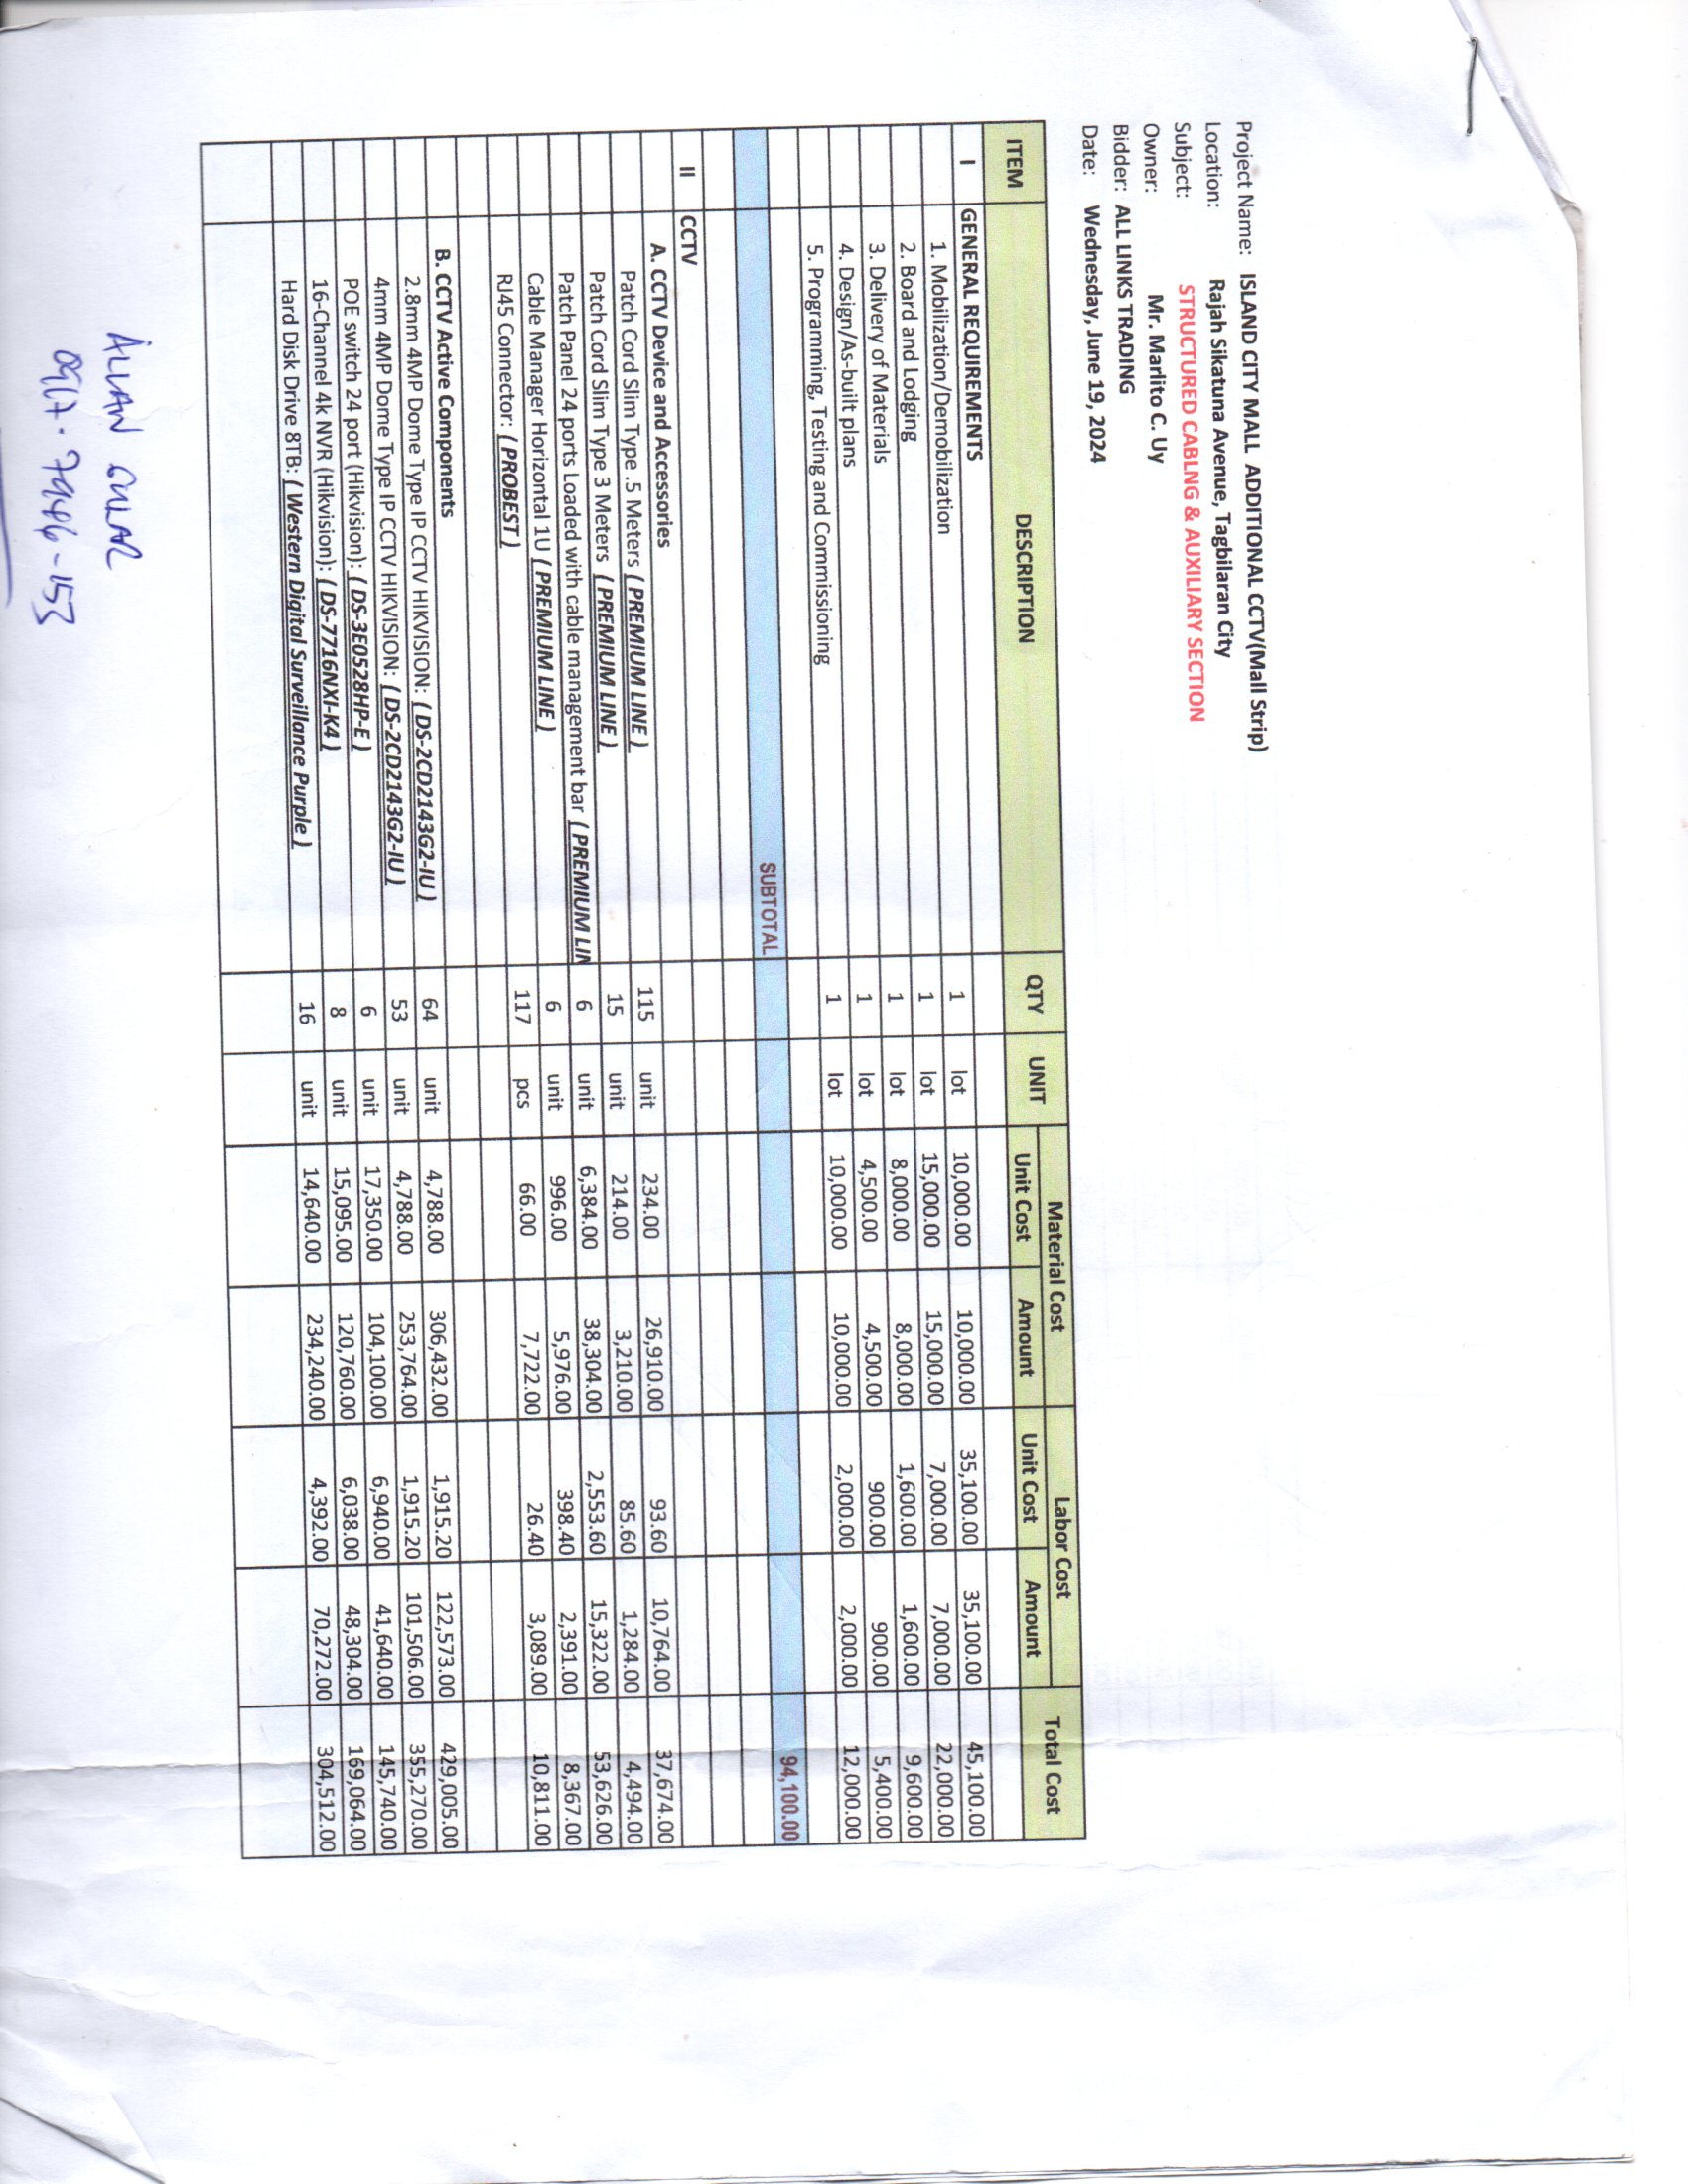 Project Name: ISLAND CITY MALL ADDITIONAL CCTV(Mall Strip)
Location: Rajah Sikatuna Avenue, Tagbilaran City
Subject: STRUCTURED CABLNG & AUXILIARY SECTION
Owner: Mr. Marlito C. Uy
Bidder: ALL LINKS TRADING
Date: Wednesday, June 19, 2024
ITEM DESCRIPTION QTY UNIT Material Cost Labor Cost Total Cost
Unit Cost Amount Unit Cost Amount
I GENERAL REQUIREMENTS
1. Mobilization/Demobilization 1 lot 10,000.00 10,000.00 35,100.00 35,100.00 45,100.00
2. Board and Lodging 1 lot 15,000.00 15,000.00 7,000.00 7,000.00 22,000.00
3. Delivery of Materials 1 lot 8,000.00 8,000.00 1,600.00 1,600.00 9,600.00
4. Design/As-built plans 1 lot 4,500.00 4,500.00 900.00 900.00 5,400.00
5. Programming, Testing and Commissioning 1 lot 10,000.00 10,000.00 2,000.00 2,000.00 12,000.00
SUBTOTAL 94,100.00
II CCTV
A. CCTV Device and Accessories
Patch Cord Slim Type .5 Meters ( PREMIUM LINE ) 115 unit 234.00 26,910.00 93.60 10,764.00 37,674.00
Patch Cord Slim Type 3 Meters ( PREMIUM LINE ) 15 unit 214.00 3,210.00 85.60 1,284.00 4,494.00
Patch Panel 24 ports Loaded with cable management bar ( PREMIUM LIN 6 unit 6,384.00 38,304.00 2,553.60 15,322.00 53,626.00
Cable Manager Horizontal 1U ( PREMIUM LINE ) 6 unit 996.00 5,976.00 398.40 2,391.00 8,367.00
RJ45 Connector: ( PROBEST ) 117 pcs 66.00 7,722.00 26.40 3,089.00 10,811.00
B. CCTV Active Components
2.8mm 4MP Dome Type IP CCTV HIKVISION: ( DS-2CD2143G2-IU ) 64 unit 4,788.00 306,432.00 1,915.20 122,573.00 429,005.00
4mm 4MP Dome Type IP CCTV HIKVISION: ( DS-2CD2143G2-IU ) 53 unit 4,788.00 253,764.00 1,915.20 101,506.00 355,270.00
POE switch 24 port (Hikvision): ( DS-3E0528HP-E ) 6 unit 17,350.00 104,100.00 6,940.00 41,640.00 145,740.00
16-Channel 4k NVR (Hikvision): ( DS-7716NXI-K4 ) 8 unit 15,095.00 120,760.00 6,038.00 48,304.00 169,064.00
Hard Disk Drive 8TB: ( Western Digital Surveillance Purple ) 16 unit 14,640.00 234,240.00 4,392.00 70,272.00 304,512.00
ALLAN
0917-7946-153